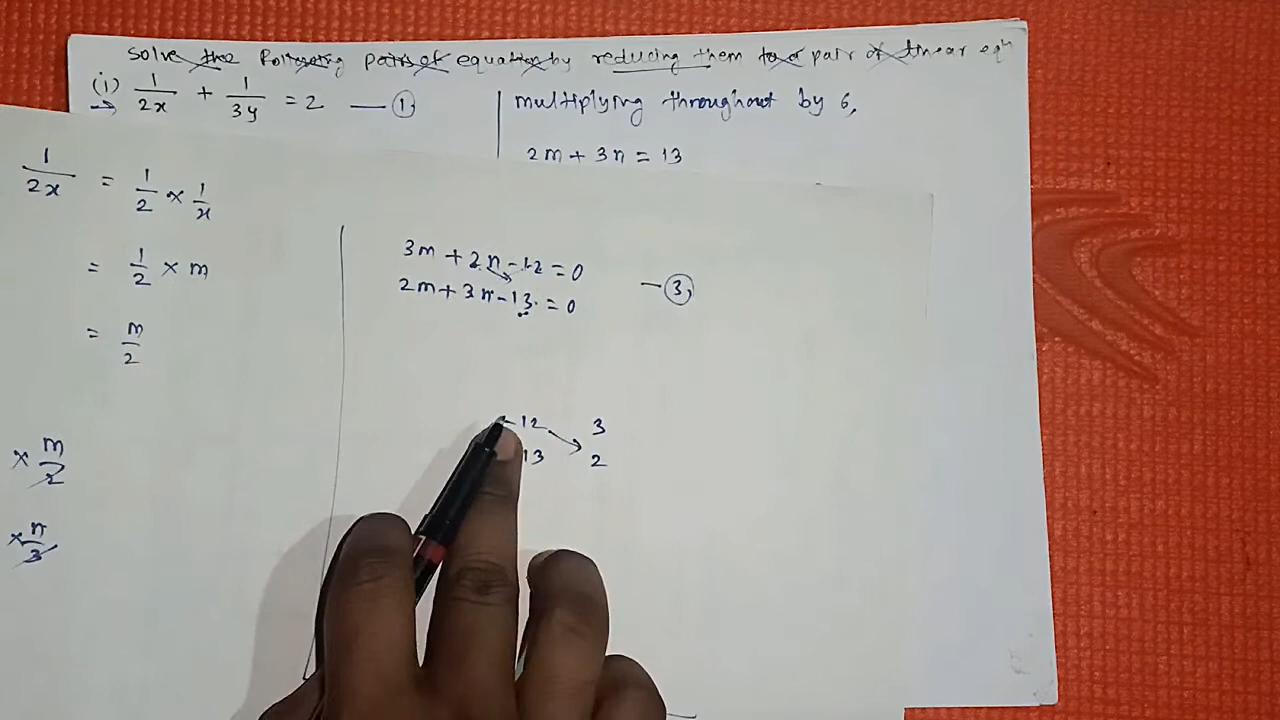 solve the following pairs of equation by reducing them to a pair of linear eqn
(i) 1/2x + 1/3y = 2 — ①
multiplying throughout by 6,
2m + 3n = 13
1/2x = 1/2 × 1/x
= 1/2 × m
= m/2
× m/2
× n/3
3m + 2n - 12 = 0
2m + 3n - 13 = 0 — ③,
-12 3
13 2